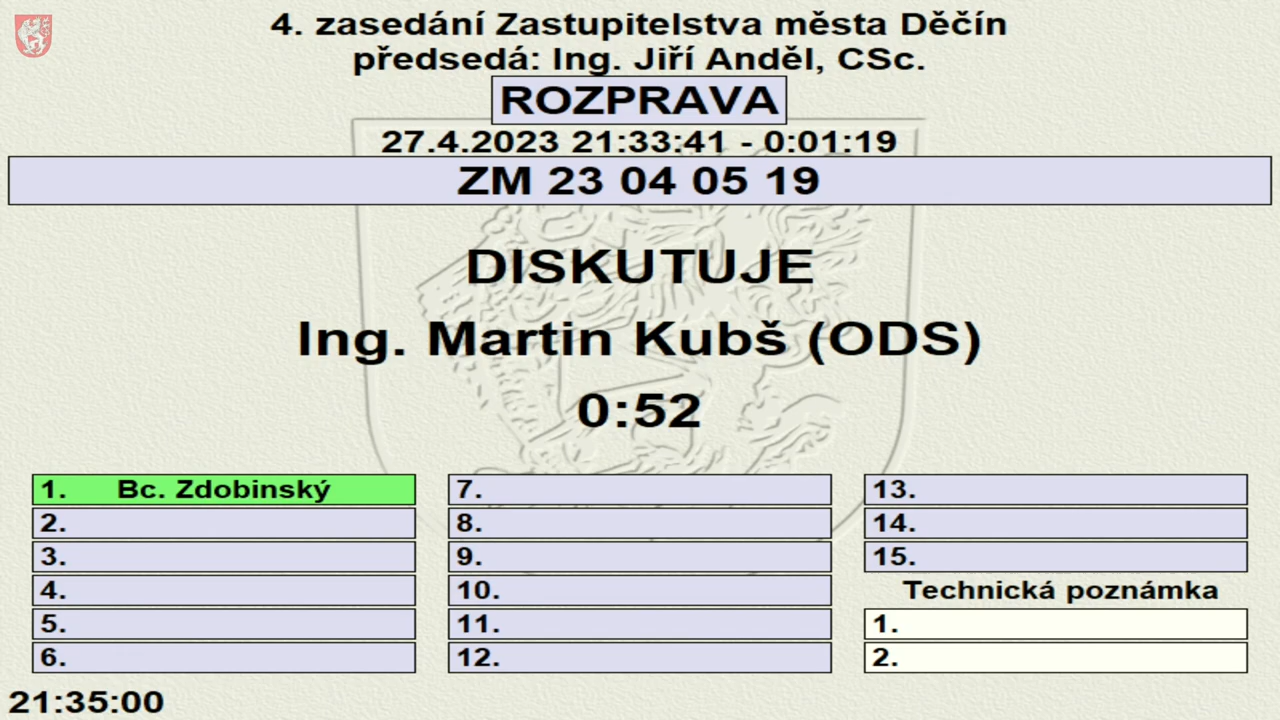 4. zasedání Zastupitelstva města Děčín
předsedá: Ing. Jiří Anděl, CSc.
ROZPRAVA
27.4.2023 21:33:41 - 0:01:19
ZM 23 04 05 19
DISKUTUJE
Ing. Martin Kubš (ODS)
0:52
1. Bc. Zdobinský
2.
3.
4.
5.
6.
7.
8.
9.
10.
11.
12.
13.
14.
15.
Technická poznámka
1.
2.
21:35:00